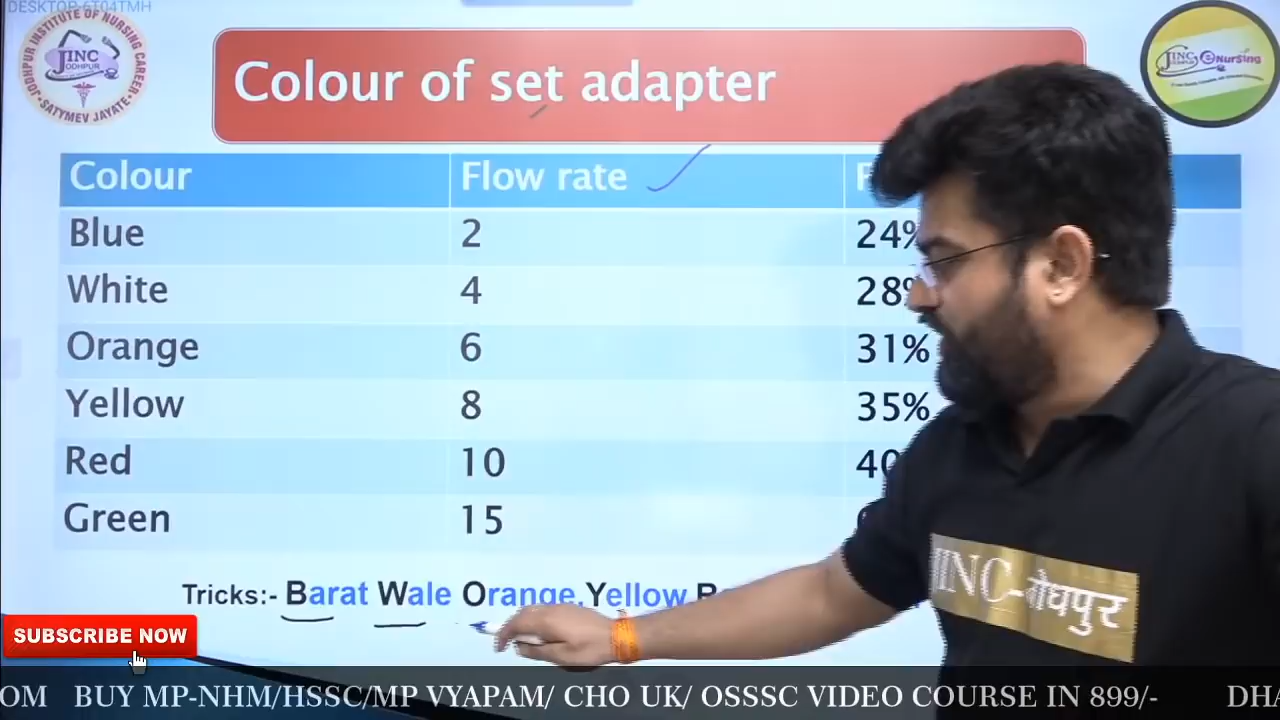 DESKTOP-6T04TMH
JODHPUR INSTITUTE OF NURSING CAREER
JINC
JODHPUR
SATYMEV JAYATE
Colour of set adapter
JINC eNursing
Colour Flow rate
Blue 2 24%
White 4 28%
Orange 6 31%
Yellow 8 35%
Red 10 40
Green 15
Tricks:- Barat Wale Orange,Yellow
JINC-जोधपुर
SUBSCRIBE NOW
OM BUY MP-NHM/HSSC/MP VYAPAM/ CHO UK/ OSSSC VIDEO COURSE IN 899/- DHA